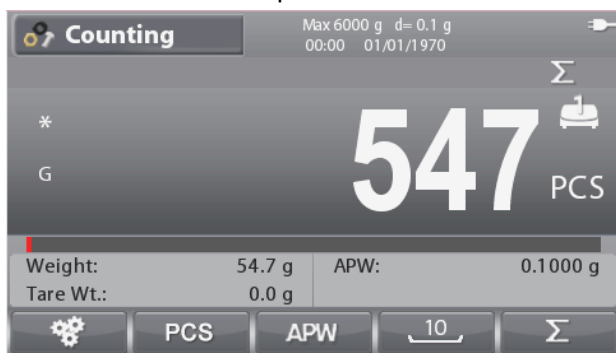 Counting
Max 6000 g d= 0.1 g
00:00 01/01/1970
Σ
1
*
G
547 PCS
Weight: 54.7 g APW: 0.1000 g
Tare Wt.: 0.0 g
PCS APW 10 Σ